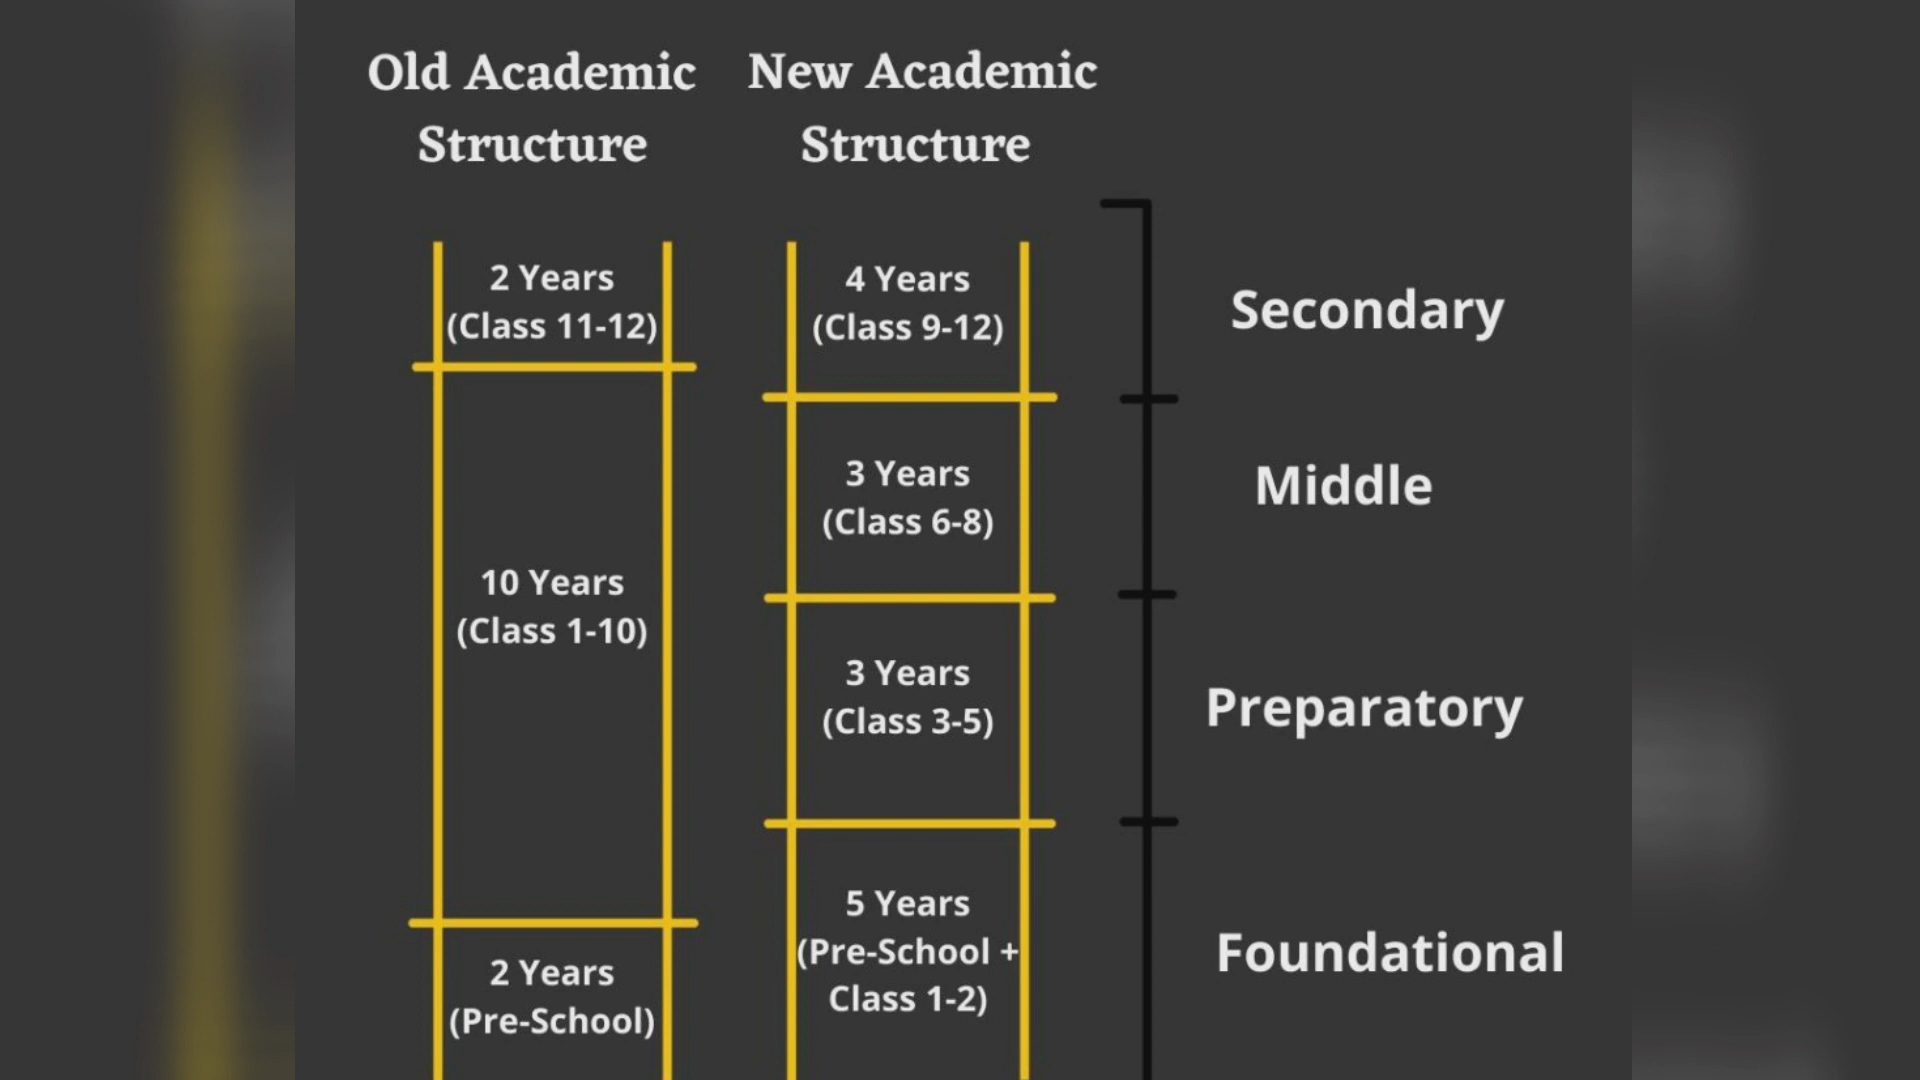 Old Academic
Structure
2 Years
(Class 11-12)
10 Years
(Class 1-10)
2 Years
(Pre-School)
New Academic
Structure
4 Years
(Class 9-12)
3 Years
(Class 6-8)
3 Years
(Class 3-5)
5 Years
(Pre-School +
Class 1-2)
Secondary
Middle
Preparatory
Foundational